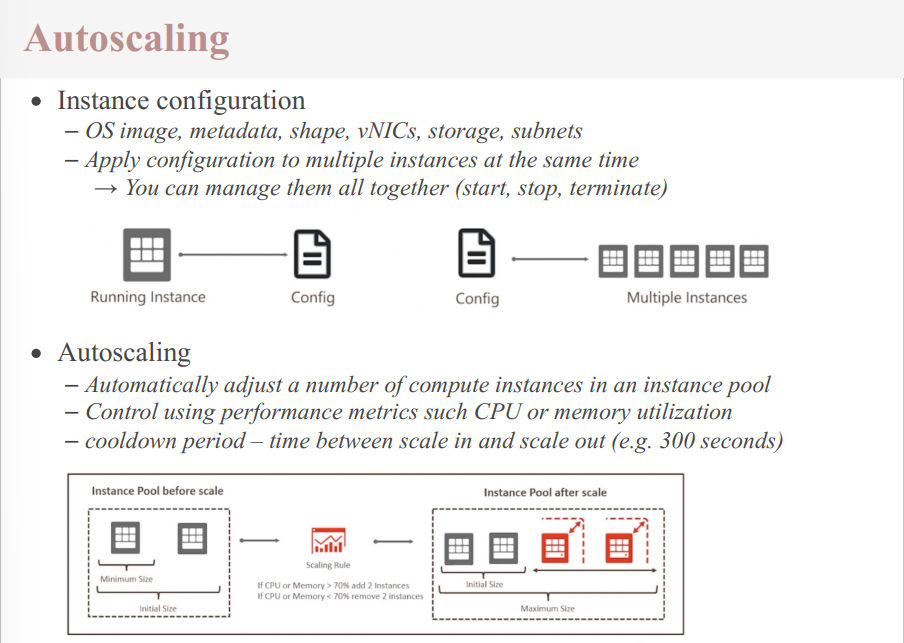 Autoscaling
• Instance configuration
– OS image, metadata, shape, vNICs, storage, subnets
– Apply configuration to multiple instances at the same time
→ You can manage them all together (start, stop, terminate)
Running Instance
Config
Config
Multiple Instances
• Autoscaling
– Automatically adjust a number of compute instances in an instance pool
– Control using performance metrics such CPU or memory utilization
– cooldown period – time between scale in and scale out (e.g. 300 seconds)
Instance Pool before scale
Minimum Size
Initial Size
Scaling Rule
If CPU or Memory > 70% add 2 Instances
If CPU or Memory < 70% remove 2 instances
Instance Pool after scale
Initial Size
Maximum Size